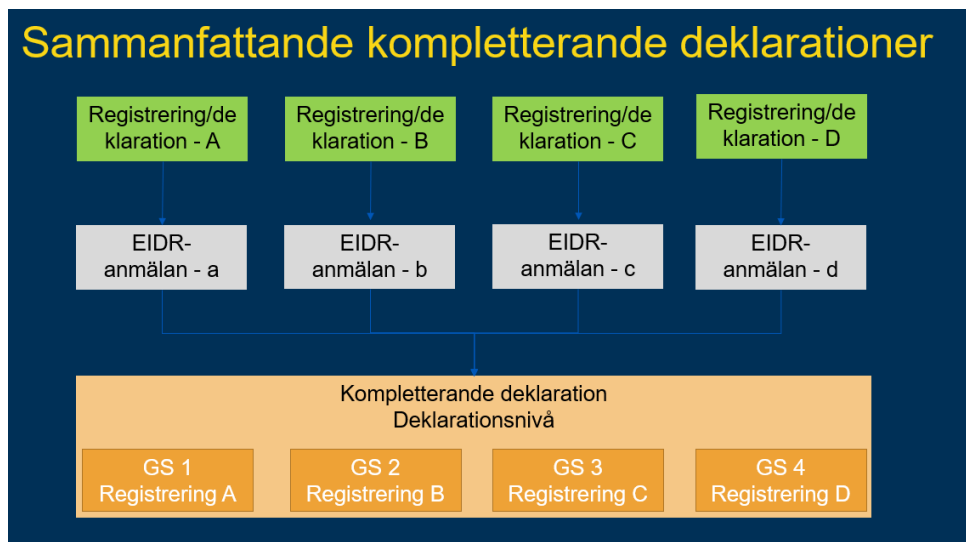 Sammanfattande kompletterande deklarationer
Registrering/de
klaration - A
Registrering/de
klaration - B
Registrering/de
klaration - C
Registrering/de
klaration - D
EIDR-
anmälan - a
EIDR-
anmälan - b
EIDR-
anmälan - c
EIDR-
anmälan - d
Kompletterande deklaration
Deklarationsnivå
GS 1
Registrering A
GS 2
Registrering B
GS 3
Registrering C
GS 4
Registrering D